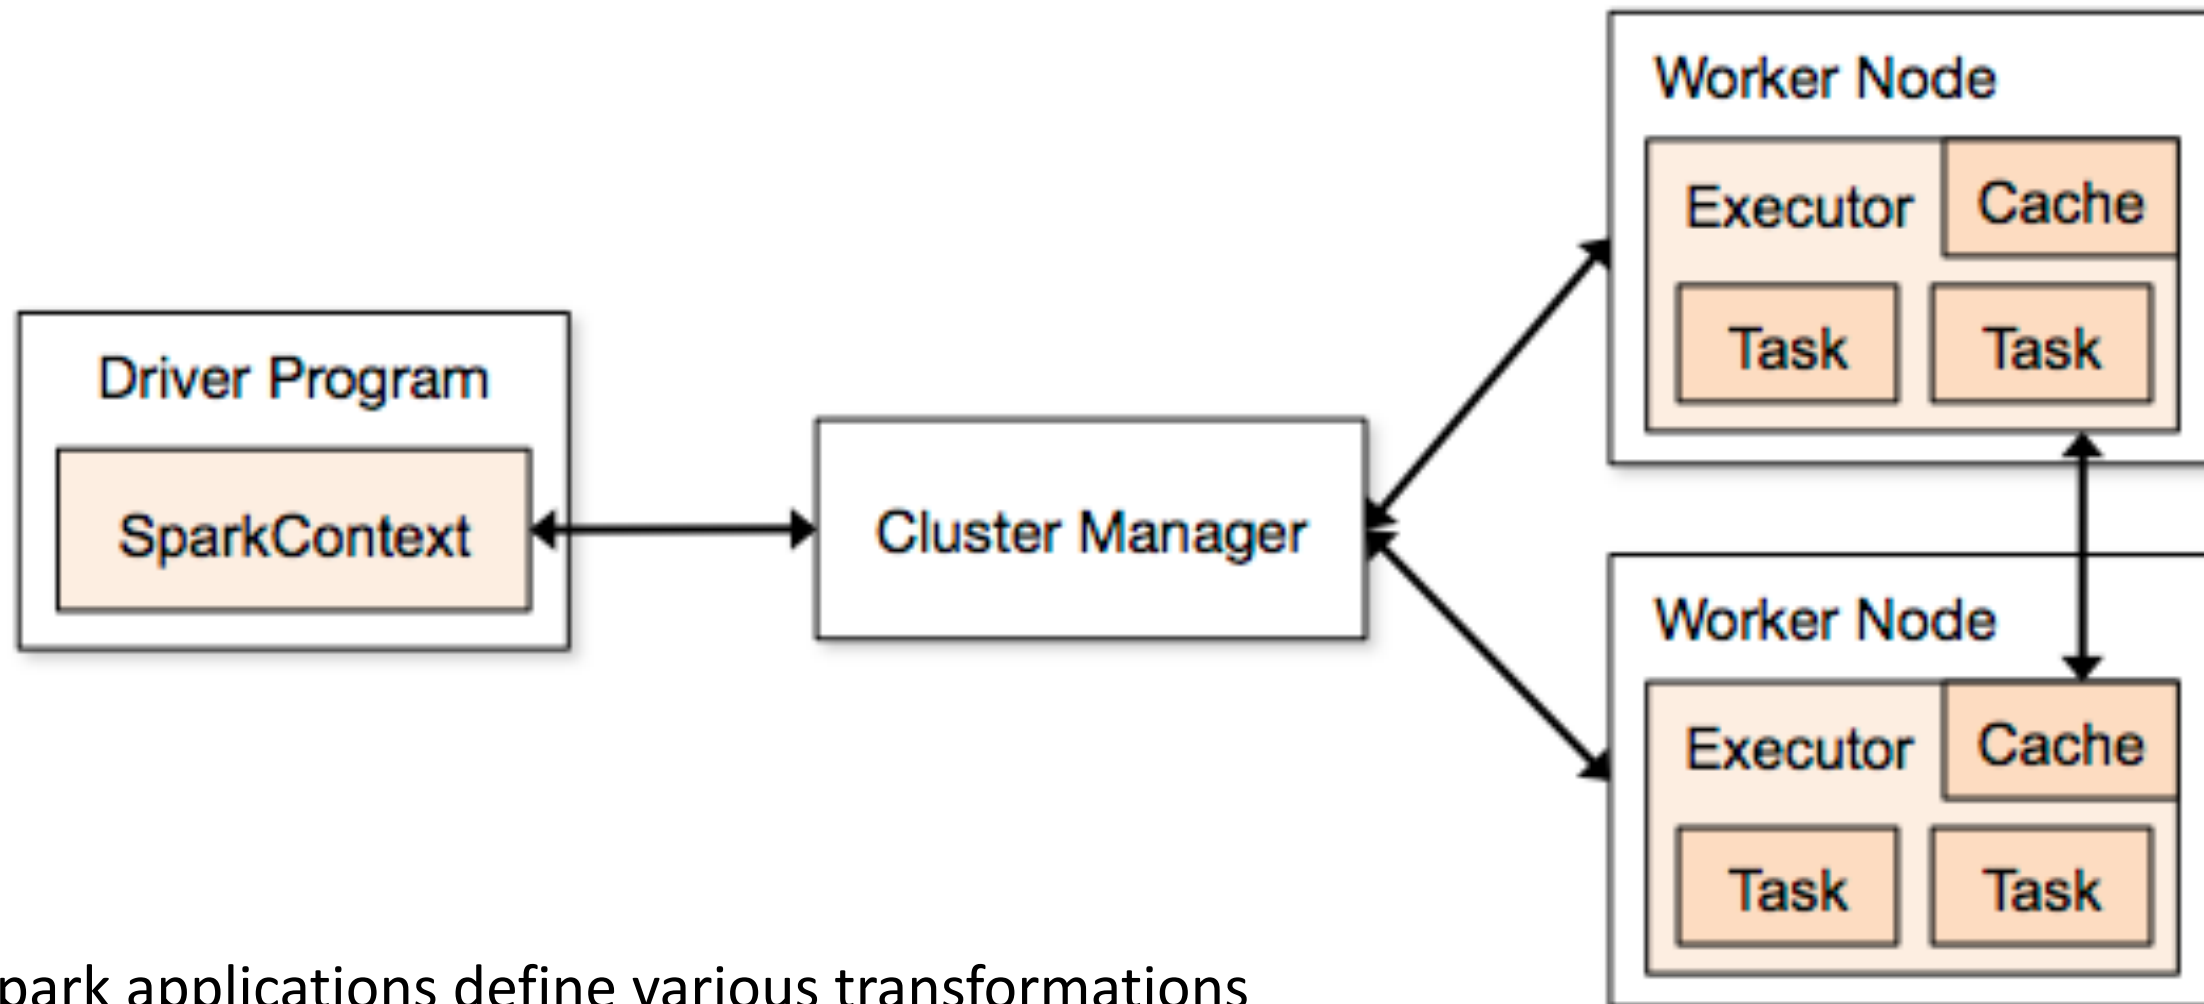 Driver Program
SparkContext
Cluster Manager
Worker Node
Executor
Cache
Task
Task
Worker Node
Executor
Cache
Task
Task
park applications define various transformations